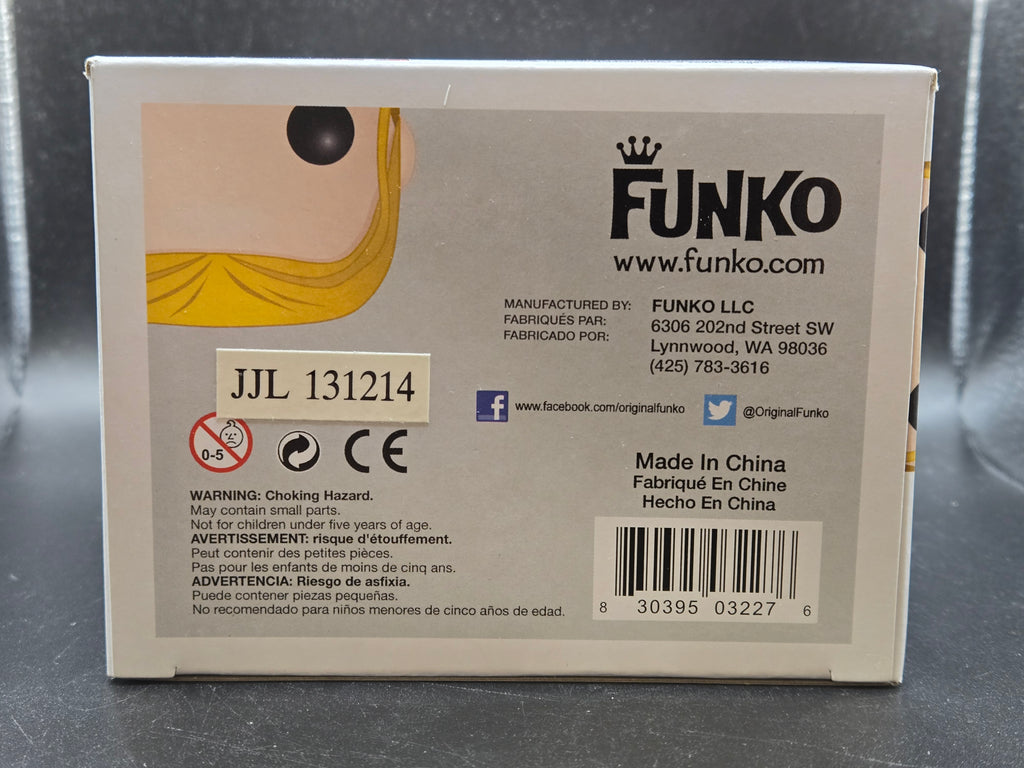 FUNKO
www.funko.com
MANUFACTURED BY: FUNKO LLC
FABRIQUÉS PAR: 6306 202nd Street SW
FABRICADO POR: Lynnwood, WA 98036
(425) 783-3616
JJL 131214
f www.facebook.com/originalfunko @OriginalFunko
0-5 CE
Made In China
Fabriqué En Chine
Hecho En China
WARNING: Choking Hazard.
May contain small parts.
Not for children under five years of age.
AVERTISSEMENT: risque d'étouffement.
Peut contenir des petites pièces.
Pas pour les enfants de moins de cinq ans.
ADVERTENCIA: Riesgo de asfixia.
Puede contener piezas pequeñas.
No recomendado para niños menores de cinco años de edad.
8 30395 03227 6